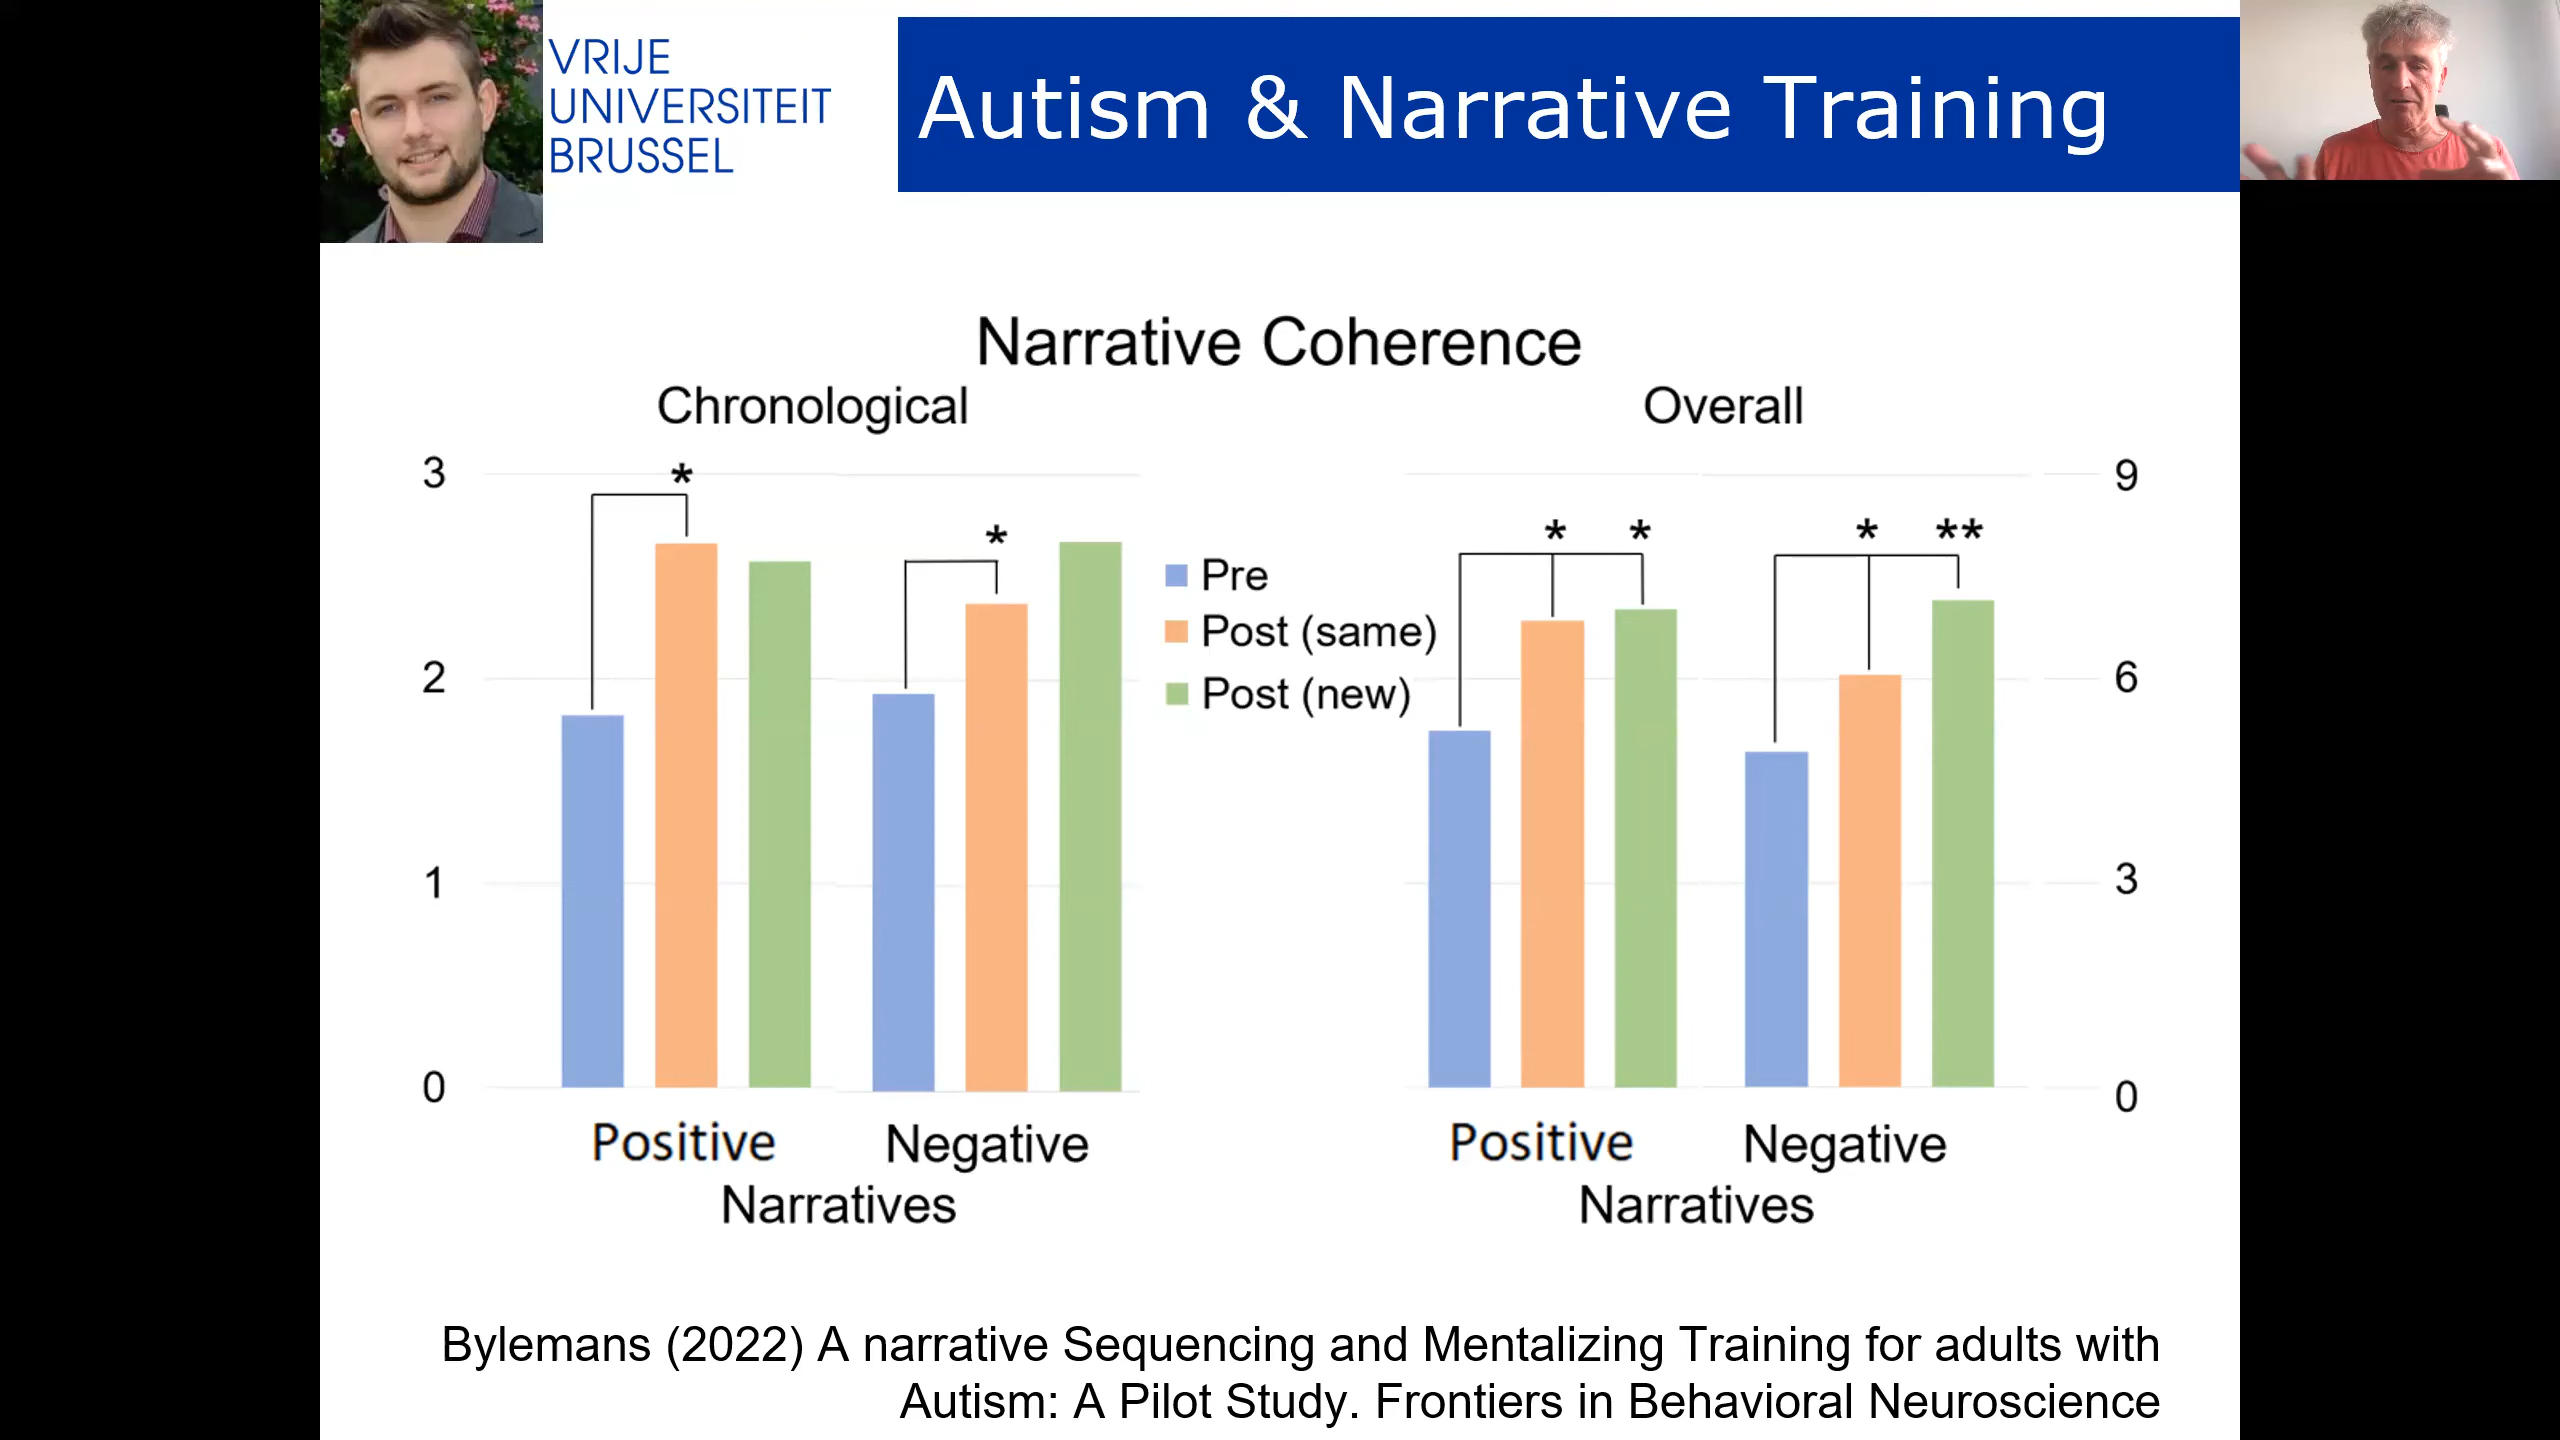 VRIJE
UNIVERSITEIT
BRUSSEL
Autism & Narrative Training
Narrative Coherence
Chronological
Overall
3
2
1
0
*
*
Pre
Post (same)
Post (new)
* *
* **
9
6
3
0
Positive
Negative
Narratives
Positive
Negative
Narratives
Bylemans (2022) A narrative Sequencing and Mentalizing Training for adults with
Autism: A Pilot Study. Frontiers in Behavioral Neuroscience